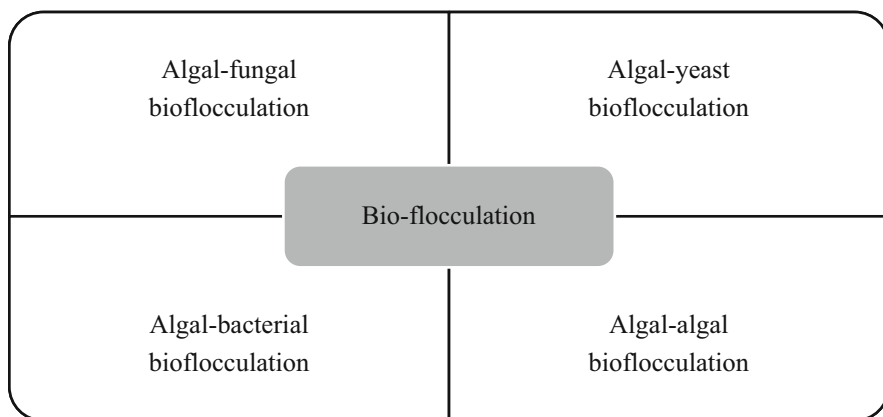 Algal-fungal
bioflocculation
Algal-yeast
bioflocculation
Bio-flocculation
Algal-bacterial
bioflocculation
Algal-algal
bioflocculation